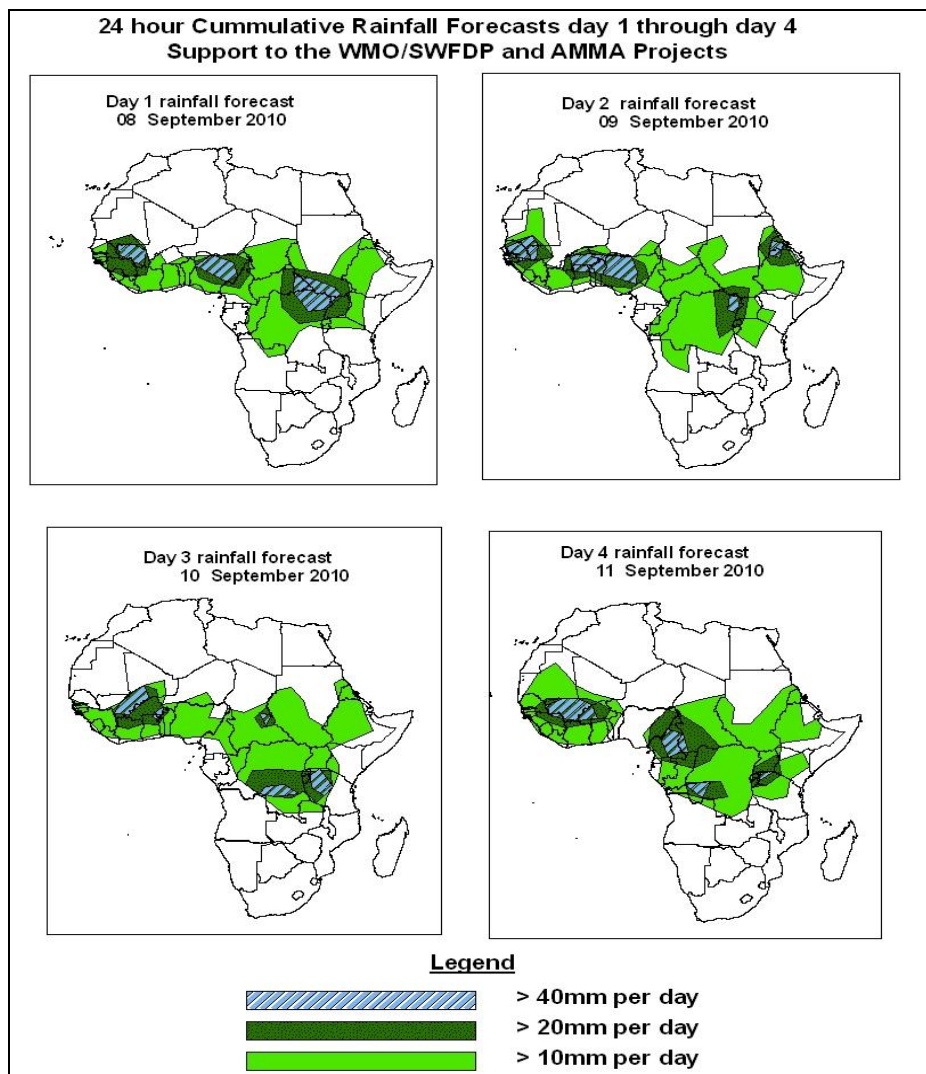 24 hour Cummulative Rainfall Forecasts day 1 through day 4
Support to the WMO/SWFDP and AMMA Projects
Day 1 rainfall forecast
08 September 2010
Day 2 rainfall forecast
09 September 2010
Day 3 rainfall forecast
10 September 2010
Day 4 rainfall forecast
11 September 2010
Legend
> 40mm per day
> 20mm per day
> 10mm per day